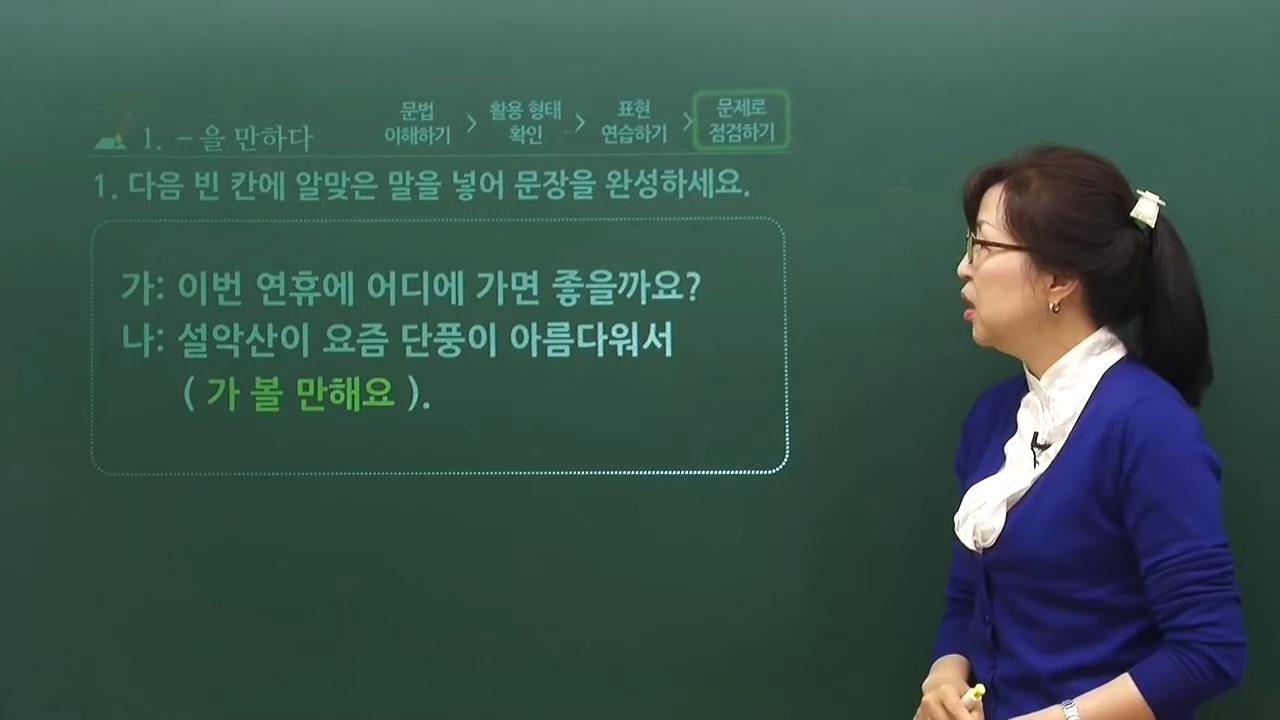 1. -을 만하다
문법 이해하기 > 활용 형태 확인 > 표현 연습하기 > 문제로 점검하기
1. 다음 빈 칸에 알맞은 말을 넣어 문장을 완성하세요.
가: 이번 연휴에 어디에 가면 좋을까요?
나: 설악산이 요즘 단풍이 아름다워서
( 가 볼 만해요 ).